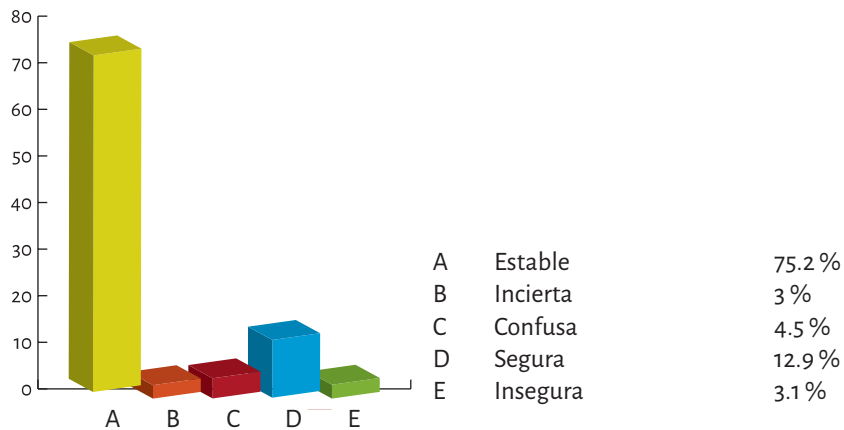 80
70
60
50
40
30
20
10
0
A B C D E
A Estable 75.2 %
B Incierta 3 %
C Confusa 4.5 %
D Segura 12.9 %
E Insegura 3.1 %